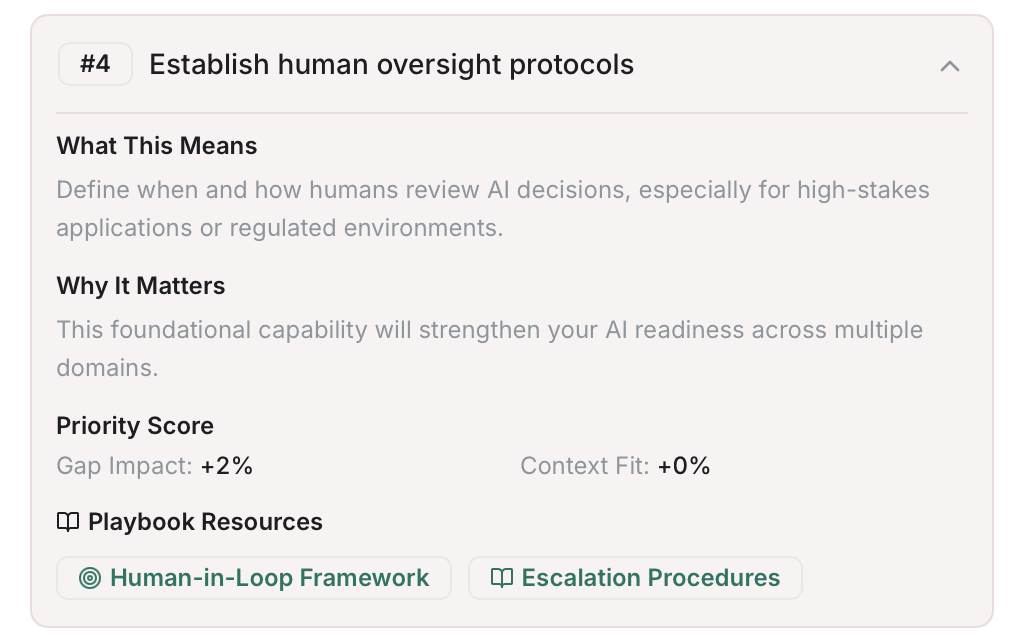 #4 Establish human oversight protocols
What This Means
Define when and how humans review AI decisions, especially for high-stakes
applications or regulated environments.
Why It Matters
This foundational capability will strengthen your AI readiness across multiple
domains.
Priority Score
Gap Impact: +2% Context Fit: +0%
Playbook Resources
Human-in-Loop Framework Escalation Procedures